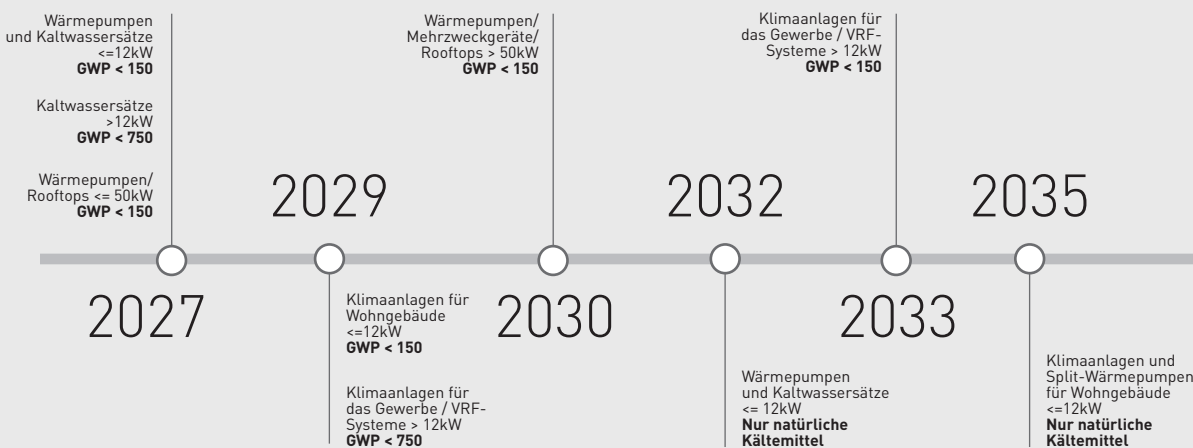 Wärmepumpen
und Kaltwassersätze
<=12kW
GWP < 150
Kaltwassersätze
>12kW
GWP < 750
Wärmepumpen/
Rooftops <= 50kW
GWP < 150
2027
2029
Klimaanlagen für
Wohngebäude
<=12kW
GWP < 150
Klimaanlagen für
das Gewerbe / VRF-
Systeme > 12kW
GWP < 750
Wärmepumpen/
Mehrzweckgeräte/
Rooftops > 50kW
GWP < 150
2030
2032
Wärmepumpen
und Kaltwassersätze
<= 12kW
Nur natürliche
Kältemittel
Klimaanlagen für
das Gewerbe / VRF-
Systeme > 12kW
GWP < 150
2033
2035
Klimaanlagen und
Split-Wärmepumpen
für Wohngebäude
<=12kW
Nur natürliche
Kältemittel